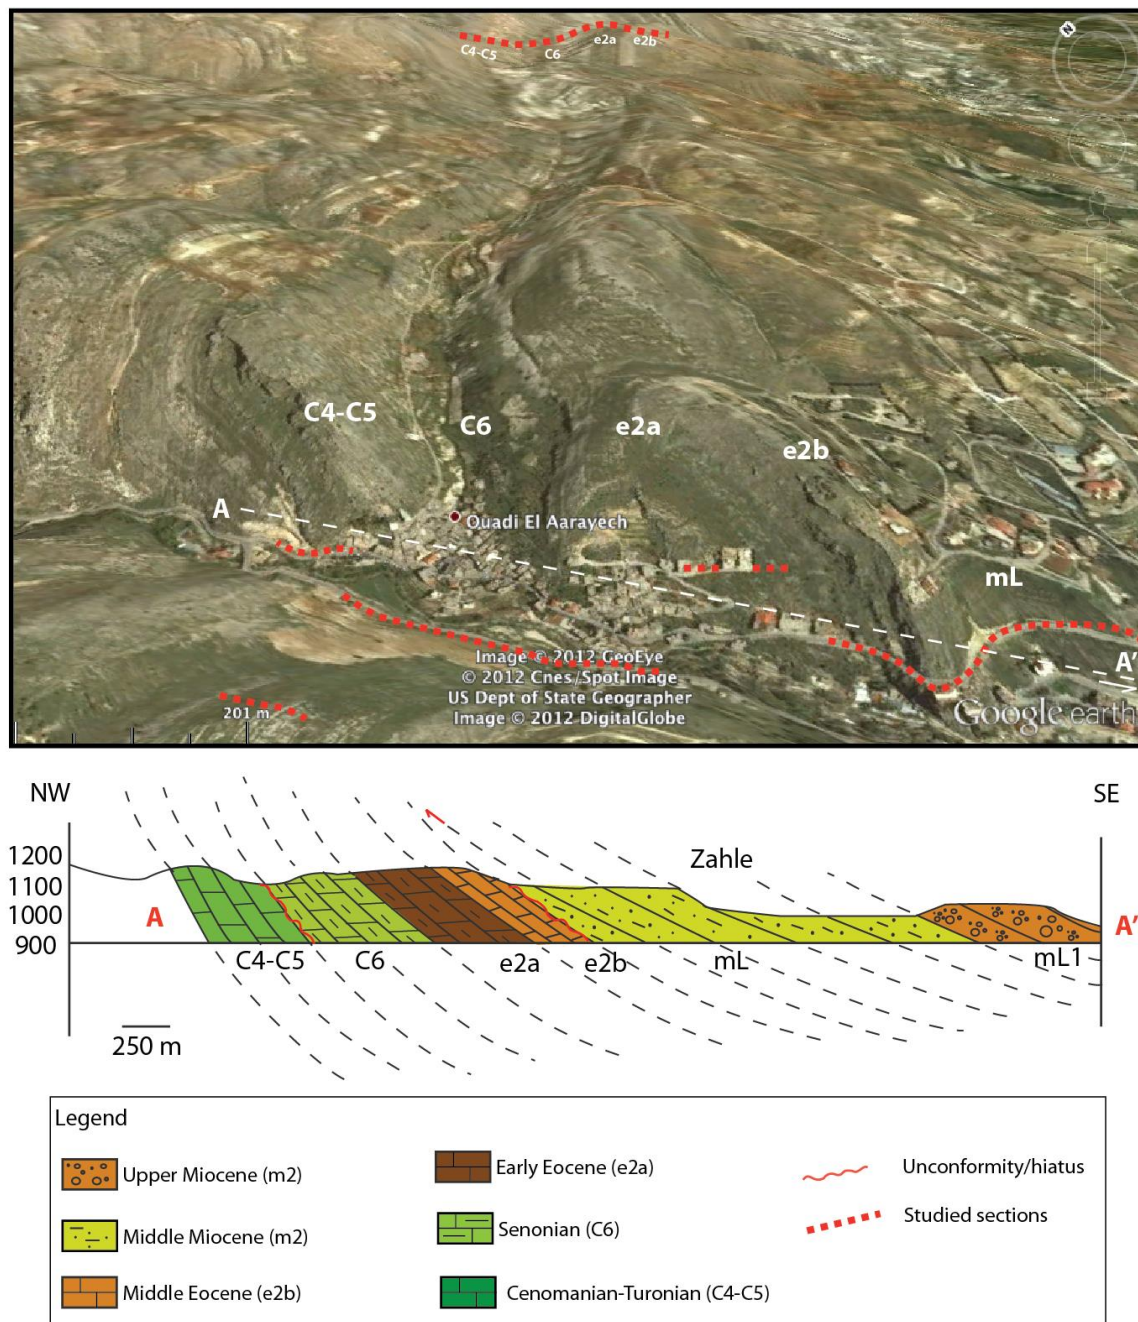 N
C4-C5
C6
e2a
e2b
C4-C5
C6
e2a
e2b
A
Ouadi El Aarayech
mL
A'
Image © 2012 GeoEye
© 2012 Cnes/Spot Image
US Dept of State Geographer
Image © 2012 DigitalGlobe
Google earth
201 m
NW
SE
1200
1100
1000
900
Zahle
A
A'
C4-C5
C6
e2a
e2b
mL
mL1
250 m
Legend
Upper Miocene (m2)
Middle Miocene (m2)
Middle Eocene (e2b)
Early Eocene (e2a)
Senonian (C6)
Cenomanian-Turonian (C4-C5)
Unconformity/hiatus
Studied sections